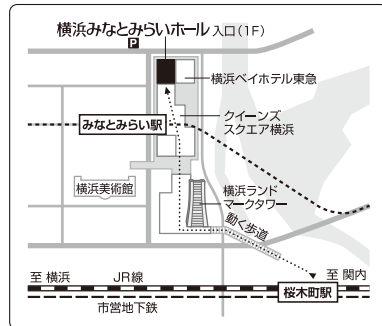 横浜みなとみらいホール 入口(1F)
P
横浜ベイホテル東急
クイーンズ
スクエア横浜
みなとみらい駅
横浜美術館
横浜ランド
マークタワー
動く歩道
至 横浜
JR線
至 関内
桜木町駅
市営地下鉄